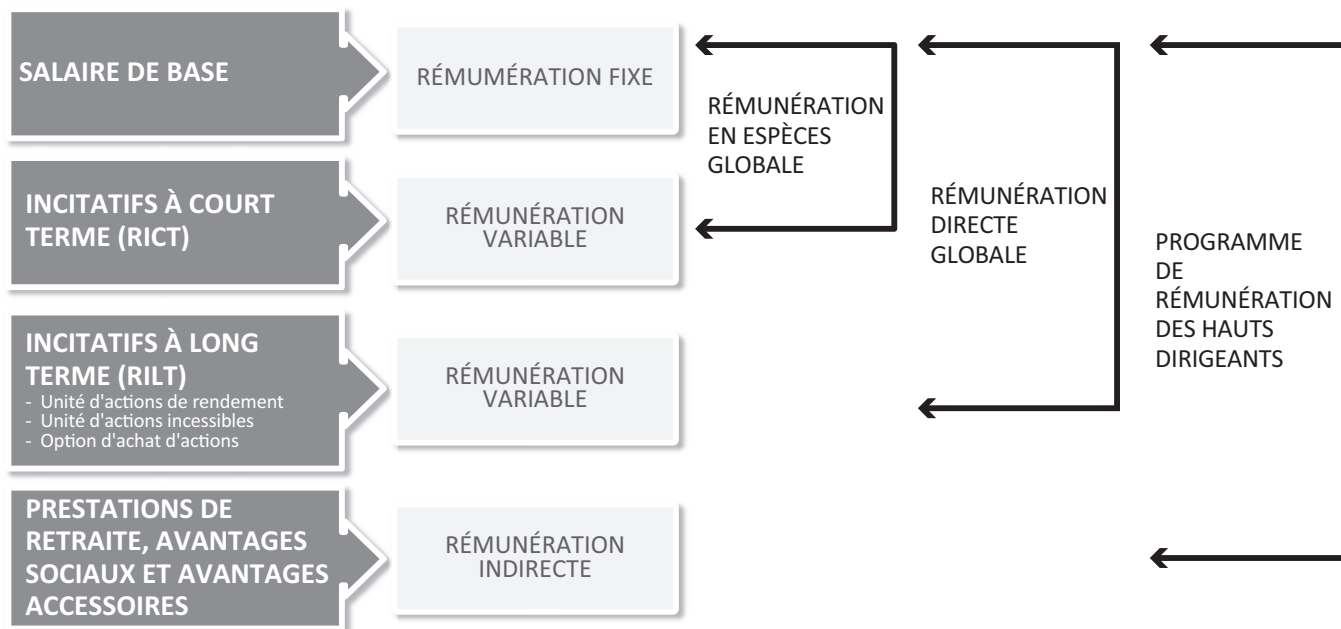 SALAIRE DE BASE
RÉMUMÉRATION FIXE
RÉMUNÉRATION
EN ESPÈCES
GLOBALE
INCITATIFS À COURT
TERME (RICT)
RÉMUNÉRATION
VARIABLE
RÉMUNÉRATION
DIRECTE
GLOBALE
PROGRAMME
DE
RÉMUNÉRATION
DES HAUTS
DIRIGEANTS
INCITATIFS À LONG
TERME (RILT)
- Unité d'actions de rendement
- Unité d'actions incessibles
- Option d'achat d'actions
RÉMUNÉRATION
VARIABLE
PRESTATIONS DE
RETRAITE, AVANTAGES
SOCIAUX ET AVANTAGES
ACCESSOIRES
RÉMUNÉRATION
INDIRECTE